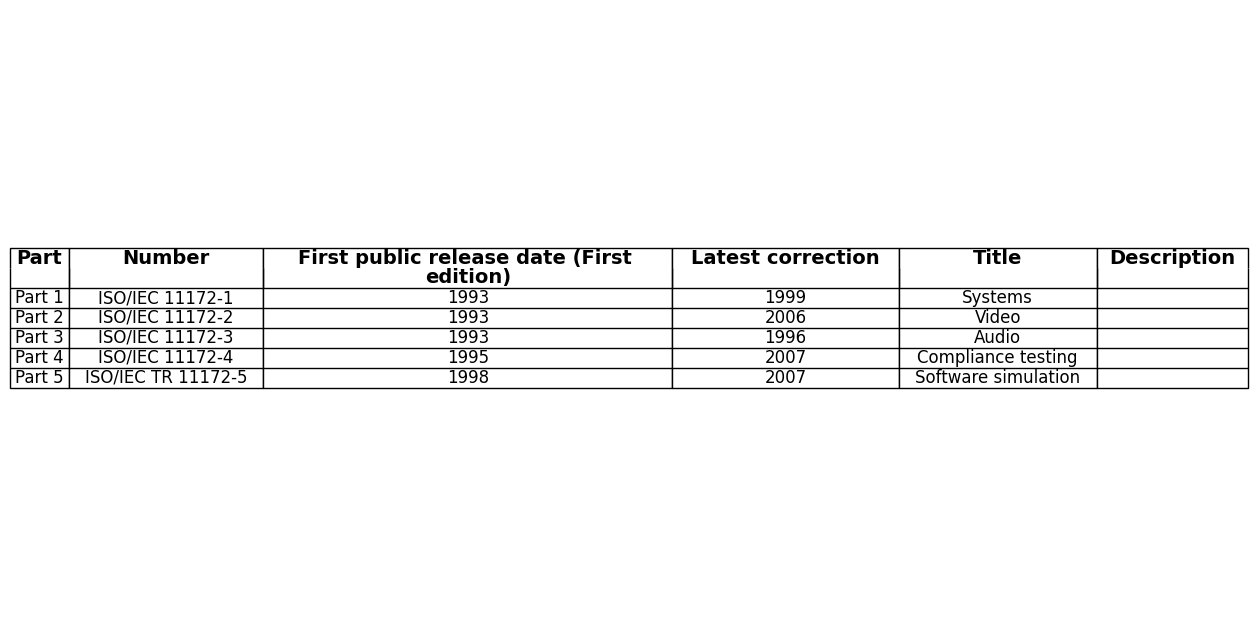 Part Number First public release date (First edition) Latest correction Title Description
Part 1 ISO/IEC 11172-1 1993 1999 Systems
Part 2 ISO/IEC 11172-2 1993 2006 Video
Part 3 ISO/IEC 11172-3 1993 1996 Audio
Part 4 ISO/IEC 11172-4 1995 2007 Compliance testing
Part 5 ISO/IEC TR 11172-5 1998 2007 Software simulation